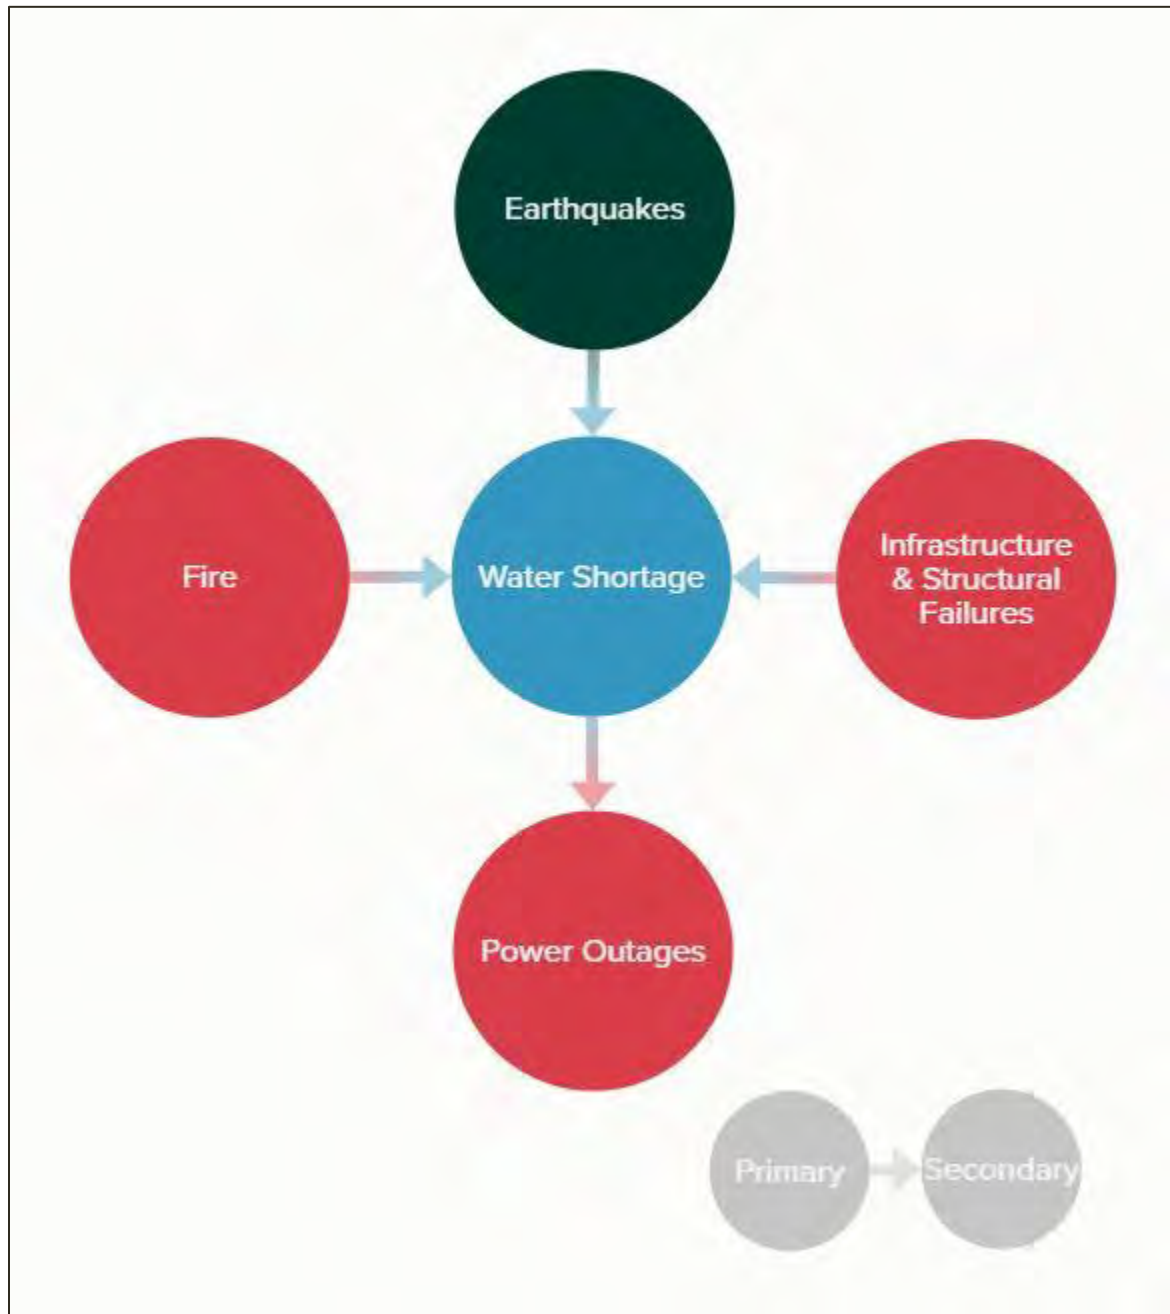 Earthquakes
Fire
Water Shortage
Infrastructure
& Structural
Failures
Power Outages
Primary
Secondary